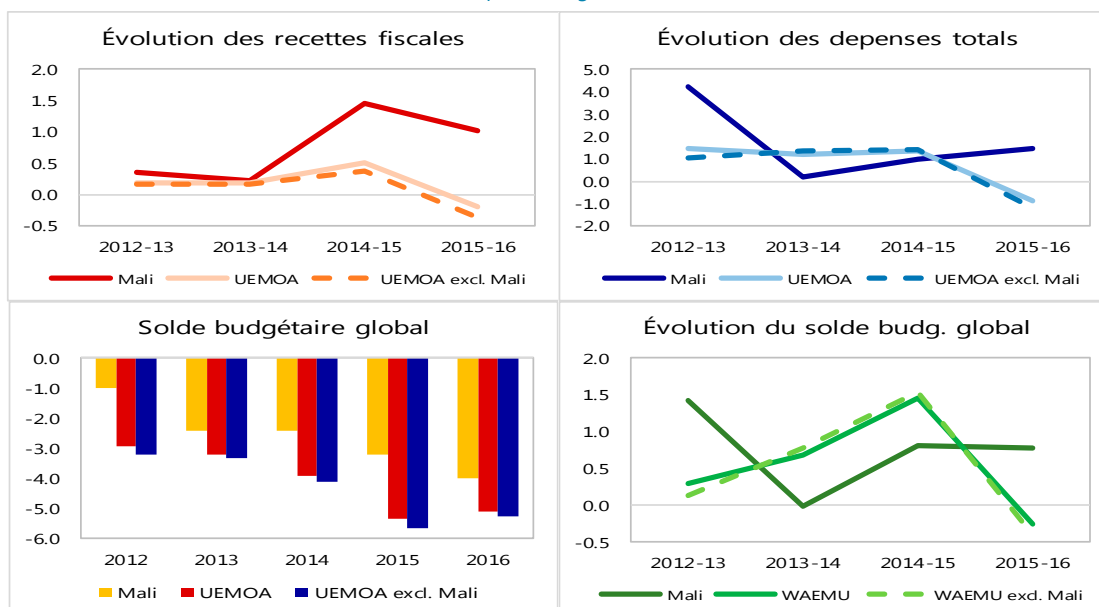 Évolution des recettes fiscales
2.0
1.5
1.0
0.5
0.0
-0.5
2012-13 2013-14 2014-15 2015-16
Mali UEMOA UEMOA excl. Mali
Évolution des depenses totals
5.0
4.0
3.0
2.0
1.0
0.0
-1.0
-2.0
2012-13 2013-14 2014-15 2015-16
Mali UEMOA UEMOA excl. Mali
Solde budgétaire global
0.0
-1.0
-2.0
-3.0
-4.0
-5.0
-6.0
2012 2013 2014 2015 2016
Mali UEMOA UEMOA excl. Mali
Évolution du solde budg. global
2.0
1.5
1.0
0.5
0.0
-0.5
2012-13 2013-14 2014-15 2015-16
Mali WAEMU WAEMU excl. Mali